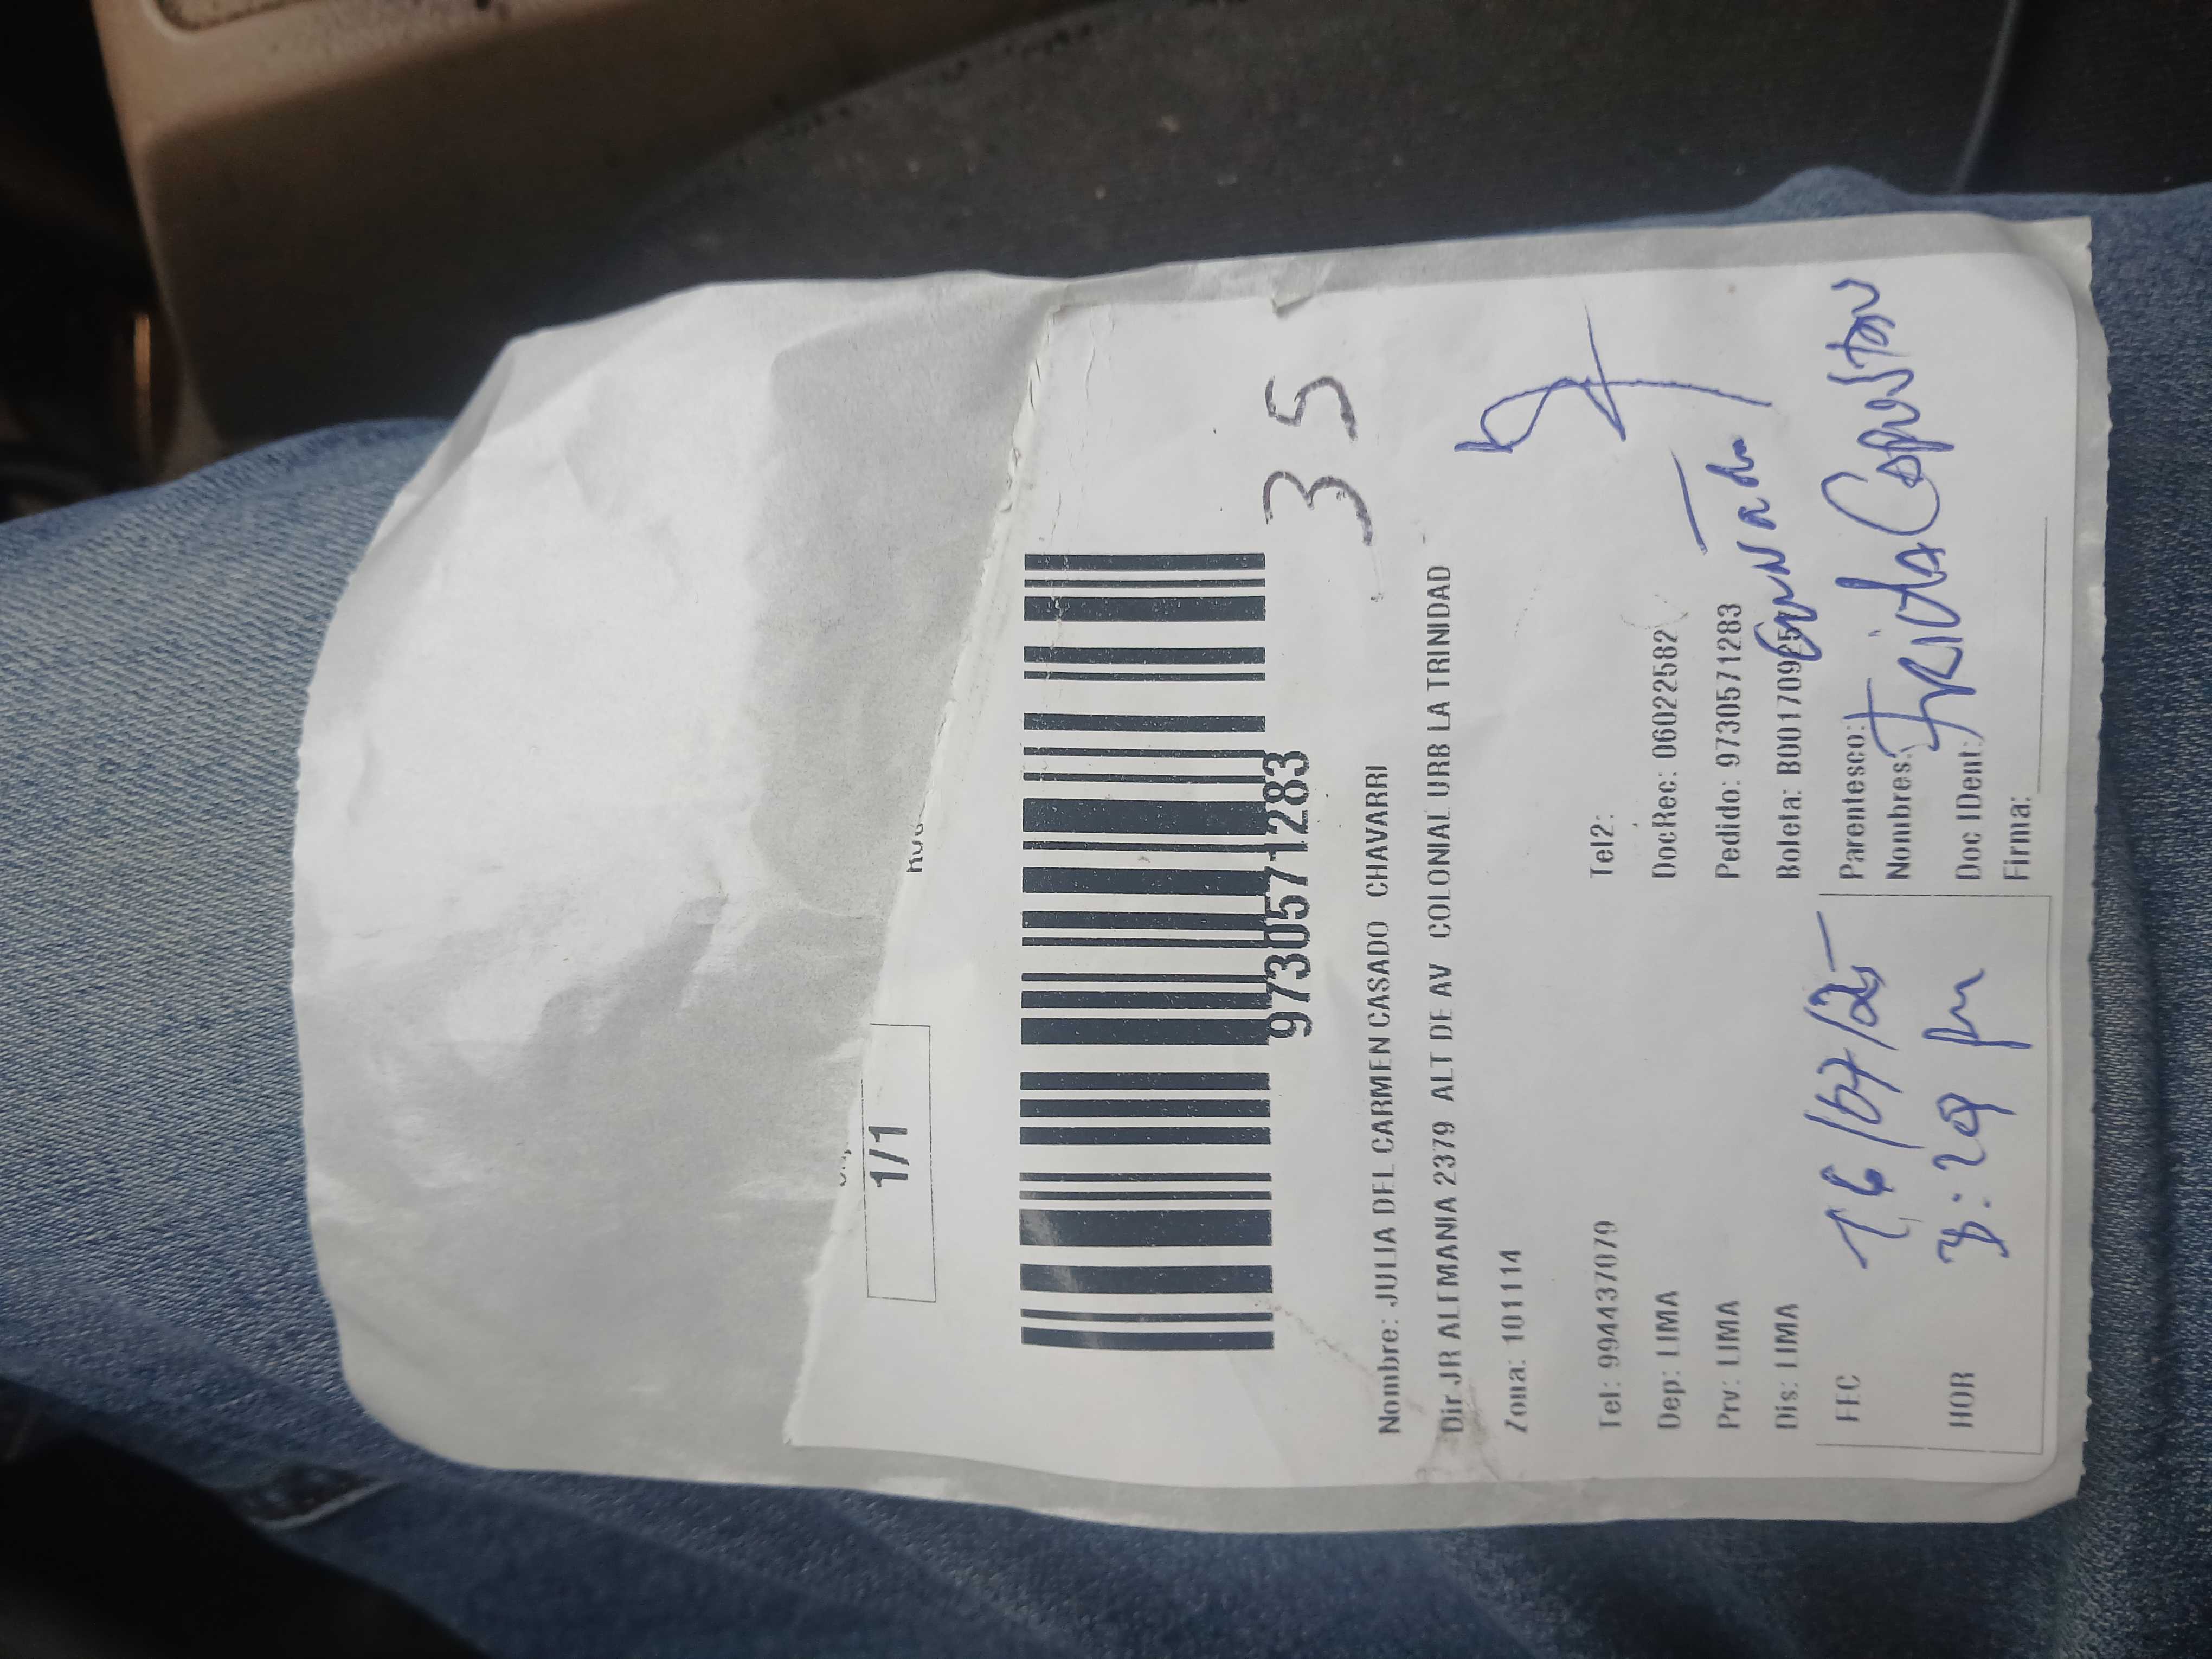 1/1
9730571283
35
Nombre: JULIA DEL CARMEN CASADO CHAVARRI
Dir JR ALEMANIA 2379 ALT DE AV COLONIAL URB LA TRINIDAD
Zona: 101114
Tel: 994437079 Tel2:
Dep: LIMA DocRec: 06022582
Prv: LIMA Pedido: 9730571283
Dis: LIMA Boleta: B001709
FEC 16/07/25 Parentesco: Cuñada
Nombres: Frida
HOR 3:29 pm Doc IDent:
Firma: